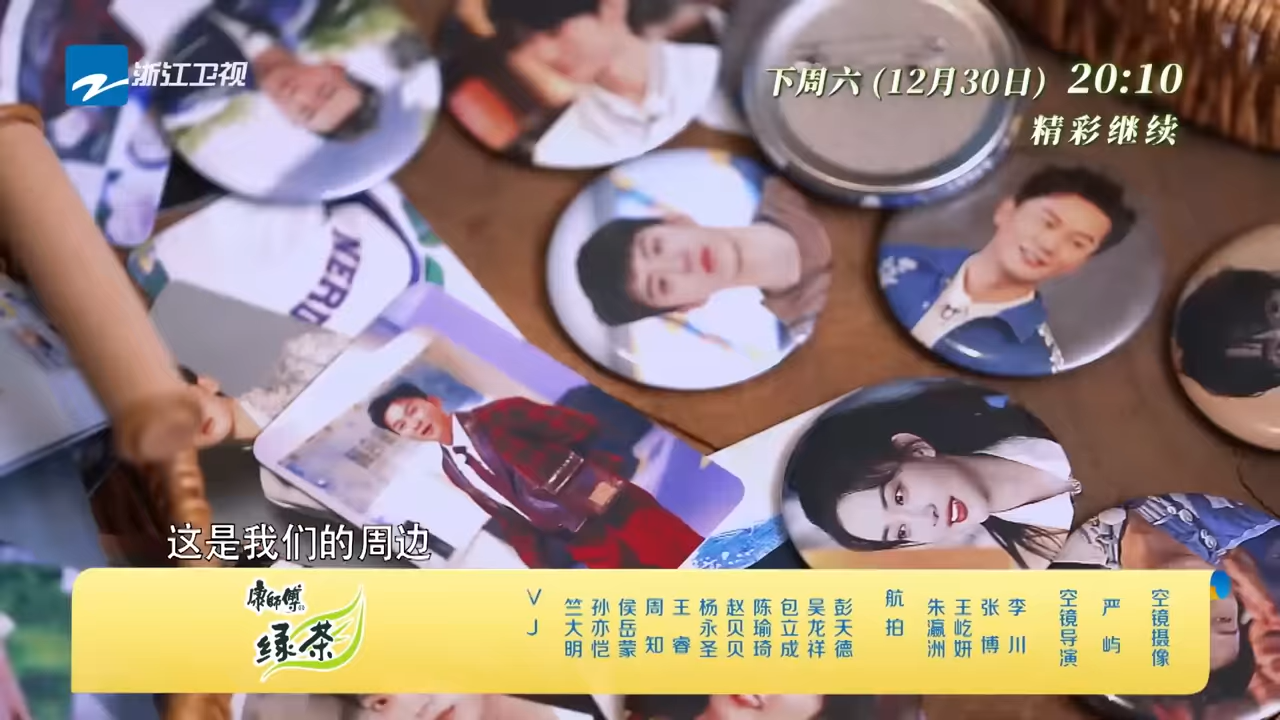 浙江卫视
下周六(12月30日) 20:10
精彩继续
NERD
这是我们的周边
康师傅
绿茶
VJ
竺大明
孙亦恺
侯岳蒙
周知
王睿
杨永圣
赵贝贝
陈瑜琦
包立成
吴龙祥
彭天德
航拍
朱瀛洲
王屹妍
张博
李川
空镜导演
严屿
空镜摄像